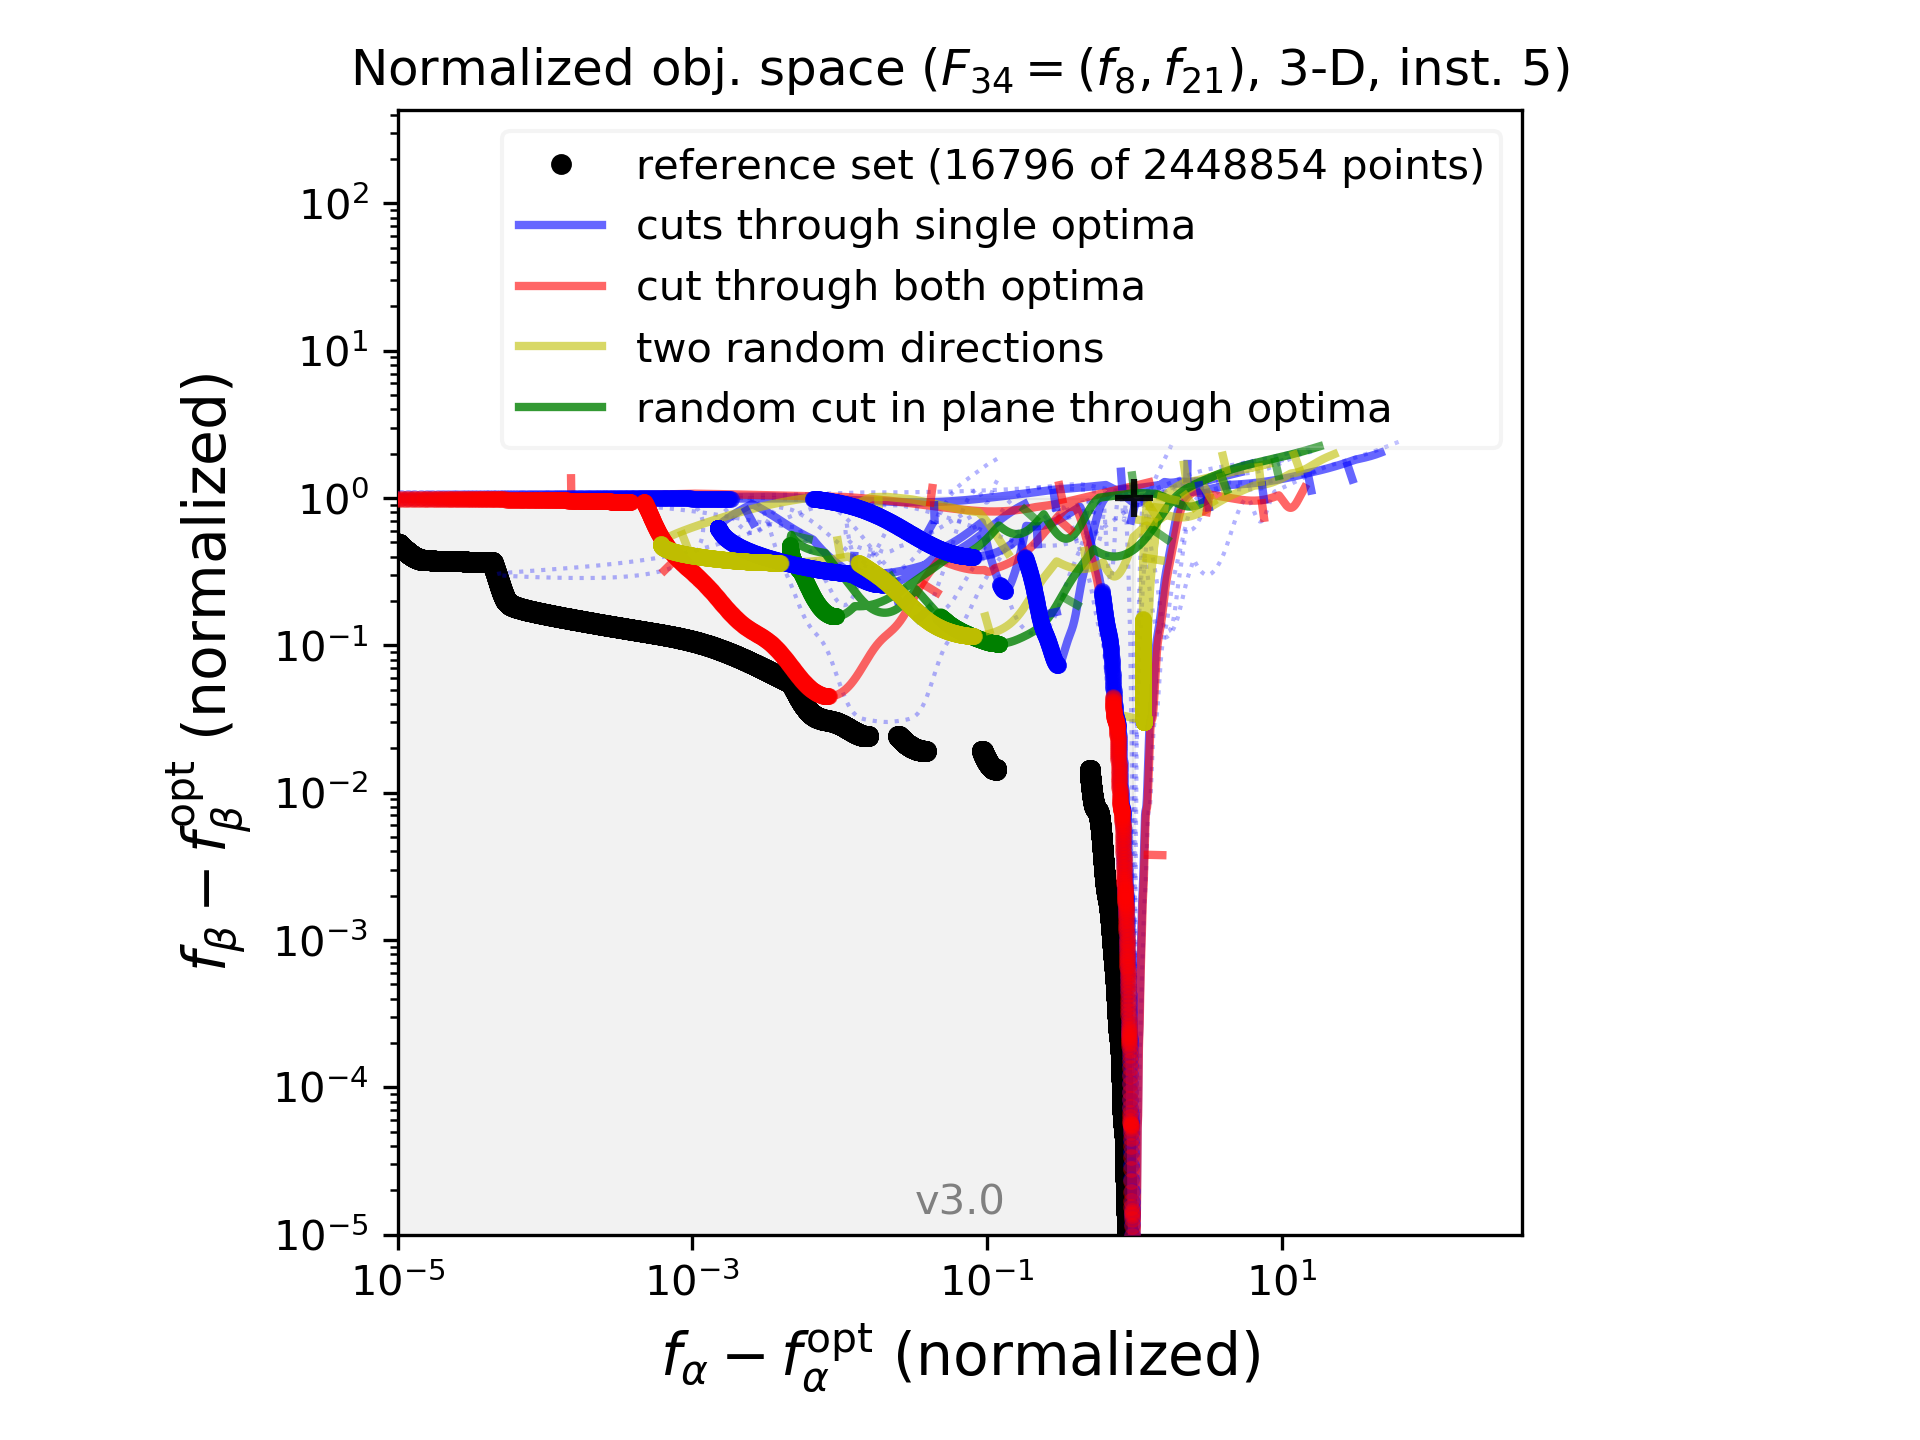 Normalized obj. space (F₃₄ = (f₈, f₂₁), 3-D, inst. 5)
reference set (16796 of 2448854 points)
cuts through single optima
cut through both optima
two random directions
random cut in plane through optima
10²
10¹
10⁰
10⁻¹
10⁻²
10⁻³
10⁻⁴
10⁻⁵
f_β − f_β^opt (normalized)
v3.0
10⁻⁵
10⁻³
10⁻¹
10¹
f_α − f_α^opt (normalized)